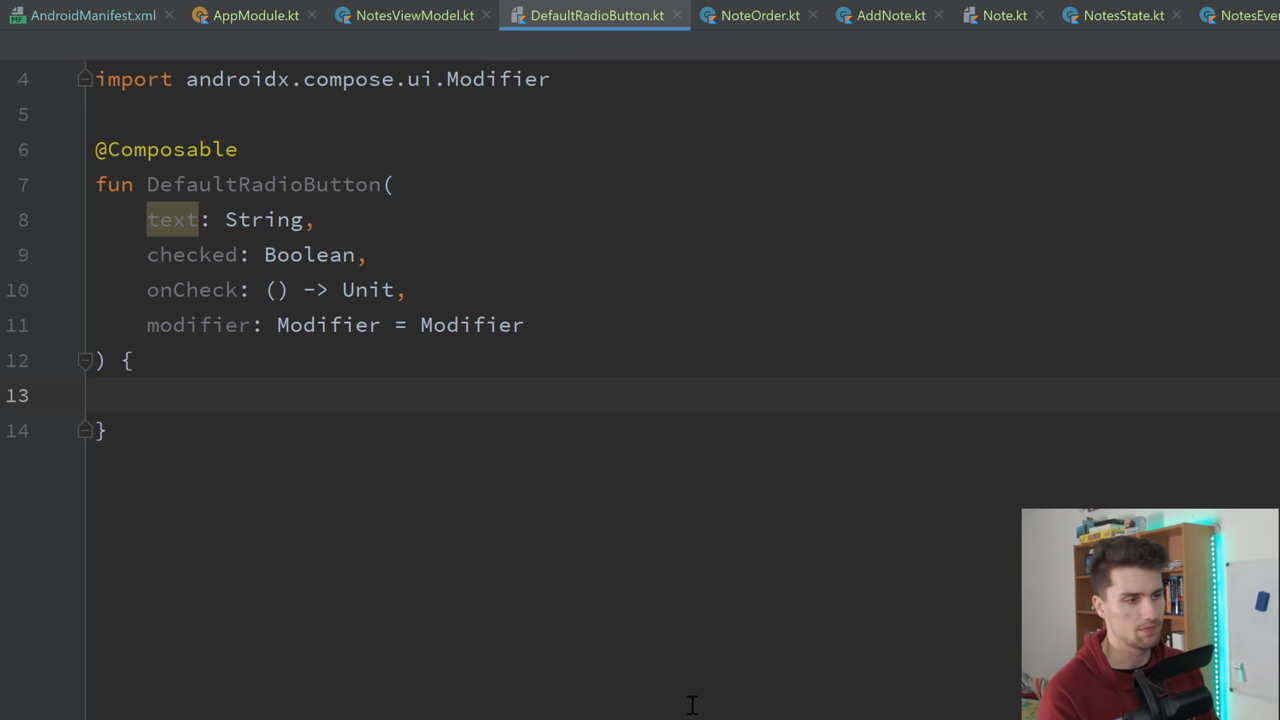 AndroidManifest.xml AppModule.kt NotesViewModel.kt DefaultRadioButton.kt NoteOrder.kt AddNote.kt Note.kt NotesState.kt NotesEver
4 import androidx.compose.ui.Modifier
5
6 @Composable
7 fun DefaultRadioButton(
8 text: String,
9 checked: Boolean,
10 onCheck: () -> Unit,
11 modifier: Modifier = Modifier
12 ) {
13
14 }